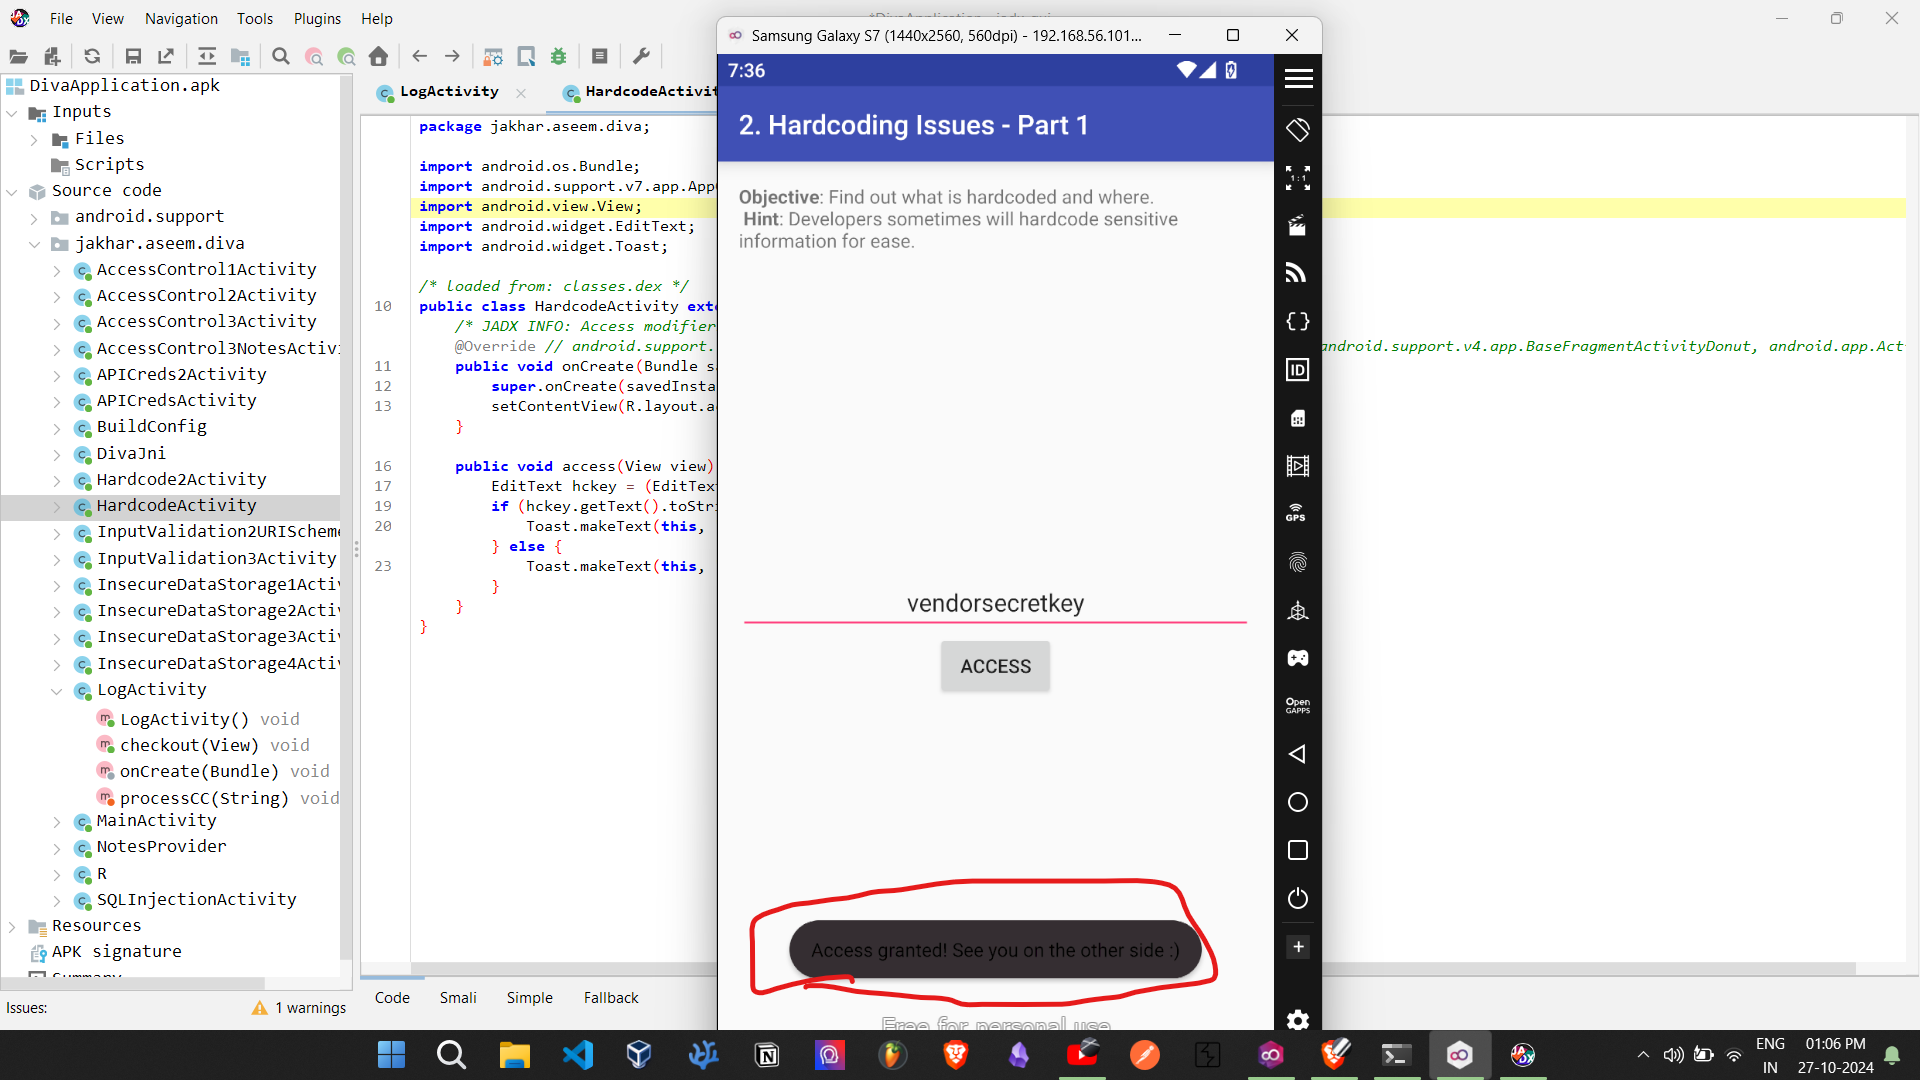 File View Navigation Tools Plugins Help
DivaApplication.apk
Inputs
Files
Scripts
Source code
android.support
jakhar.aseem.diva
AccessControl1Activity
AccessControl2Activity
AccessControl3Activity
AccessControl3NotesActivi
APICreds2Activity
APICredsActivity
BuildConfig
DivaJni
Hardcode2Activity
HardcodeActivity
InputValidation2URIScheme
InputValidation3Activity
InsecureDataStorage1Activ
InsecureDataStorage2Activ
InsecureDataStorage3Activ
InsecureDataStorage4Activ
LogActivity
LogActivity() void
checkout(View) void
onCreate(Bundle) void
processCC(String) void
MainActivity
NotesProvider
R
SQLInjectionActivity
Resources
APK signature
Summary
Issues: 1 warnings
LogActivity HardcodeActivit
package jakhar.aseem.diva;
import android.os.Bundle;
import android.support.v7.app.App
import android.view.View;
import android.widget.EditText;
import android.widget.Toast;
/* loaded from: classes.dex */
10 public class HardcodeActivity exte
/* JADX INFO: Access modifier
@Override // android.support. android.support.v4.app.BaseFragmentActivityDonut, android.app.Act
11 public void onCreate(Bundle sa
12 super.onCreate(savedInsta
13 setContentView(R.layout.a
}
16 public void access(View view)
17 EditText hckey = (EditTex
19 if (hckey.getText().toStri
20 Toast.makeText(this,
} else {
23 Toast.makeText(this,
}
}
}
Code Smali Simple Fallback
Samsung Galaxy S7 (1440x2560, 560dpi) - 192.168.56.101...
7:36
2. Hardcoding Issues - Part 1
Objective: Find out what is hardcoded and where.
Hint: Developers sometimes will hardcode sensitive
information for ease.
vendorsecretkey
ACCESS
Access granted! See you on the other side :)
Free for personal use
1:1
ID
GPS
Open
GAPPS
ENG
IN
01:06 PM
27-10-2024